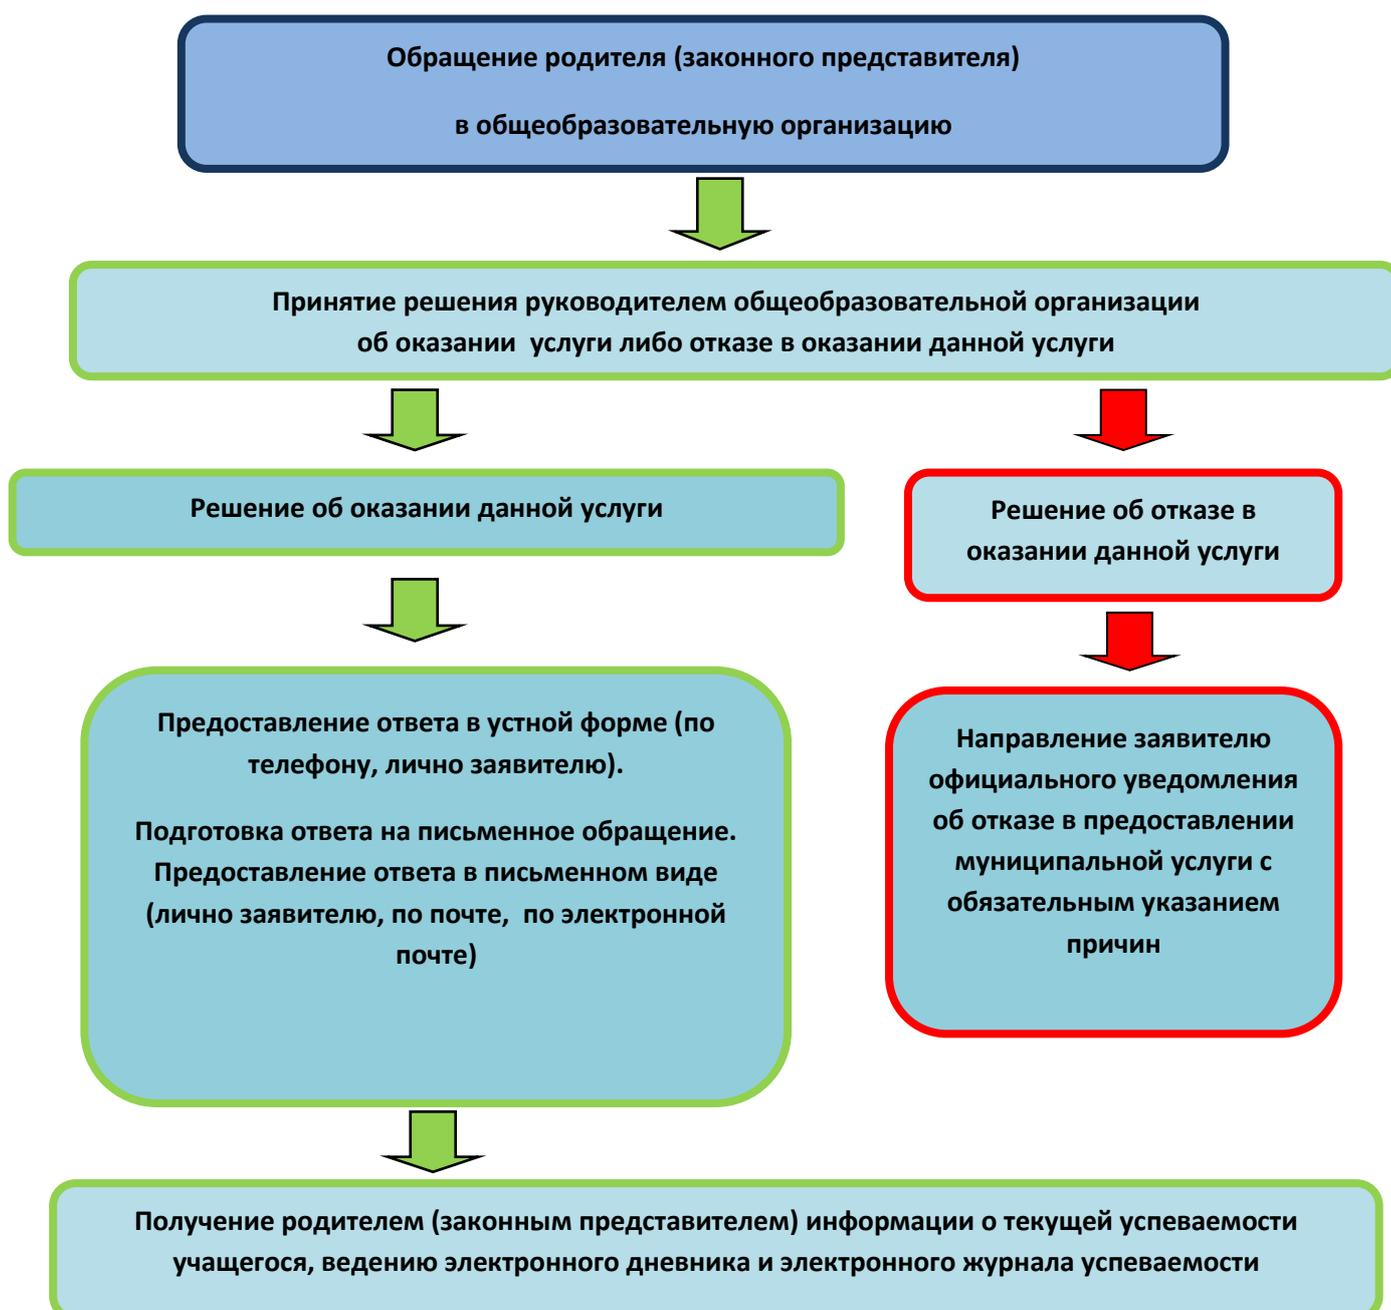 Обращение родителя (законного представителя)
в общеобразовательную организацию
Принятие решения руководителем общеобразовательной организации
об оказании  услуги либо отказе в оказании данной услуги
Решение об оказании данной услуги
Решение об отказе в
оказании данной услуги
Предоставление ответа в устной форме (по
телефону, лично заявителю).
Подготовка ответа на письменное обращение.
Предоставление ответа в письменном виде
(лично заявителю, по почте,  по электронной
почте)
Направление заявителю
официального уведомления
об отказе в предоставлении
муниципальной услуги с
обязательным указанием
причин
Получение родителем (законным представителем) информации о текущей успеваемости
учащегося, ведению электронного дневника и электронного журнала успеваемости